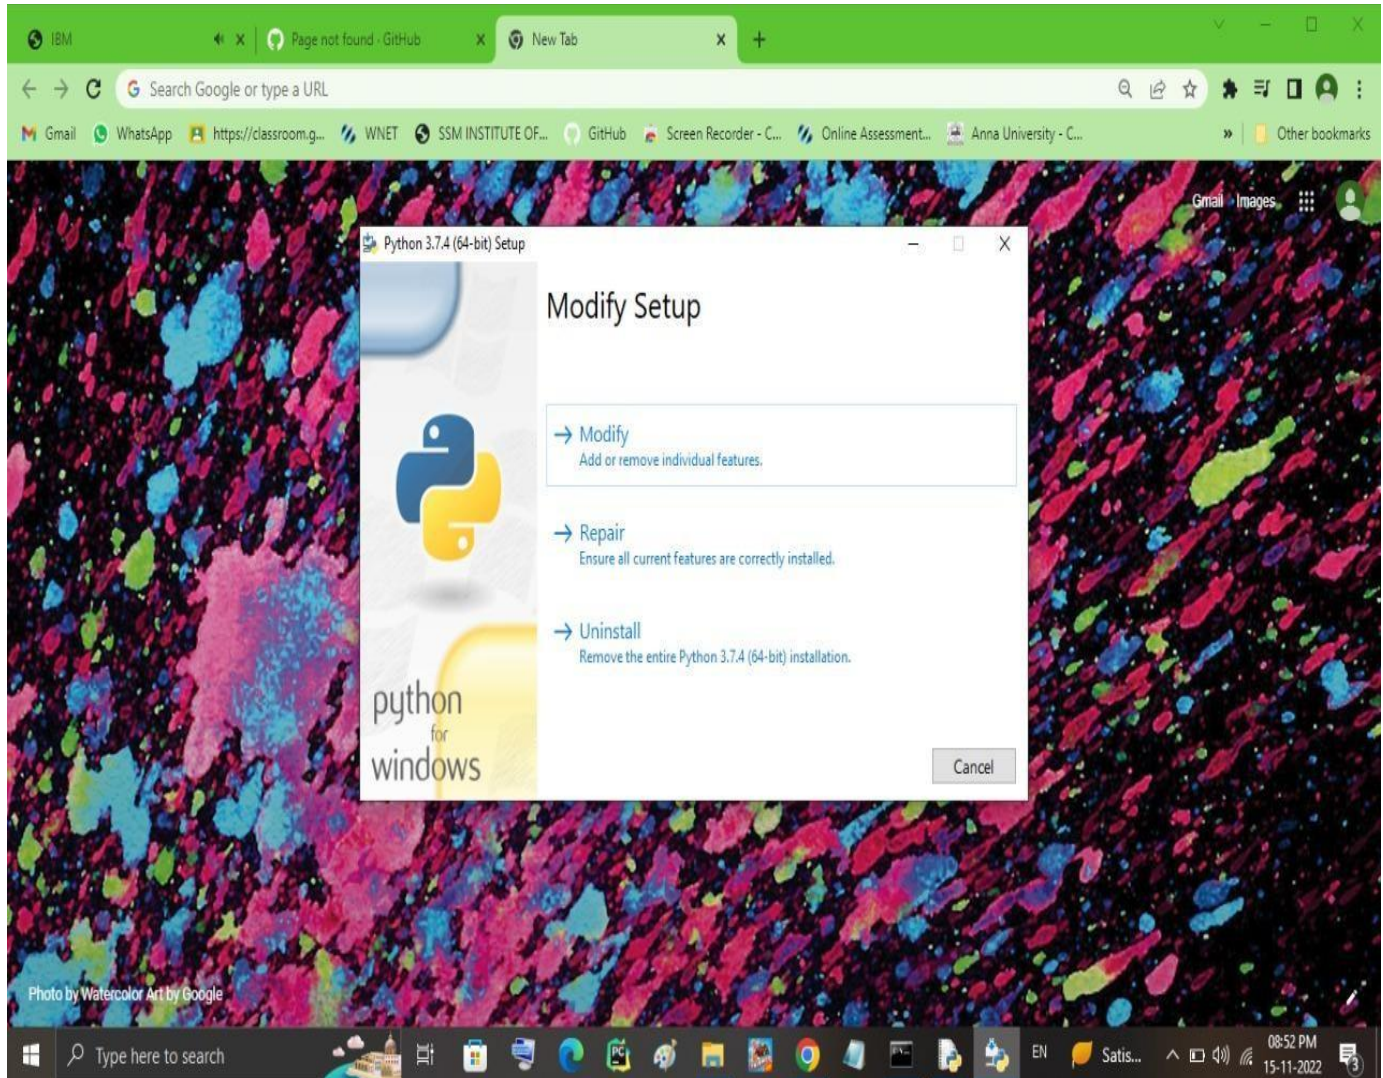 IBM
Page not found · GitHub
New Tab
Search Google or type a URL
Gmail
WhatsApp
https://classroom.g...
WNET
SSM INSTITUTE OF...
GitHub
Screen Recorder - C...
Online Assessment...
Anna University - C...
»
Other bookmarks
Gmail Images
Python 3.7.4 (64-bit) Setup
Modify Setup
Modify
Add or remove individual features.
Repair
Ensure all current features are correctly installed.
Uninstall
Remove the entire Python 3.7.4 (64-bit) installation.
python
for
windows
Cancel
Photo by Watercolor Art by Google
Type here to search
EN
Satis...
08:52 PM
15-11-2022
3